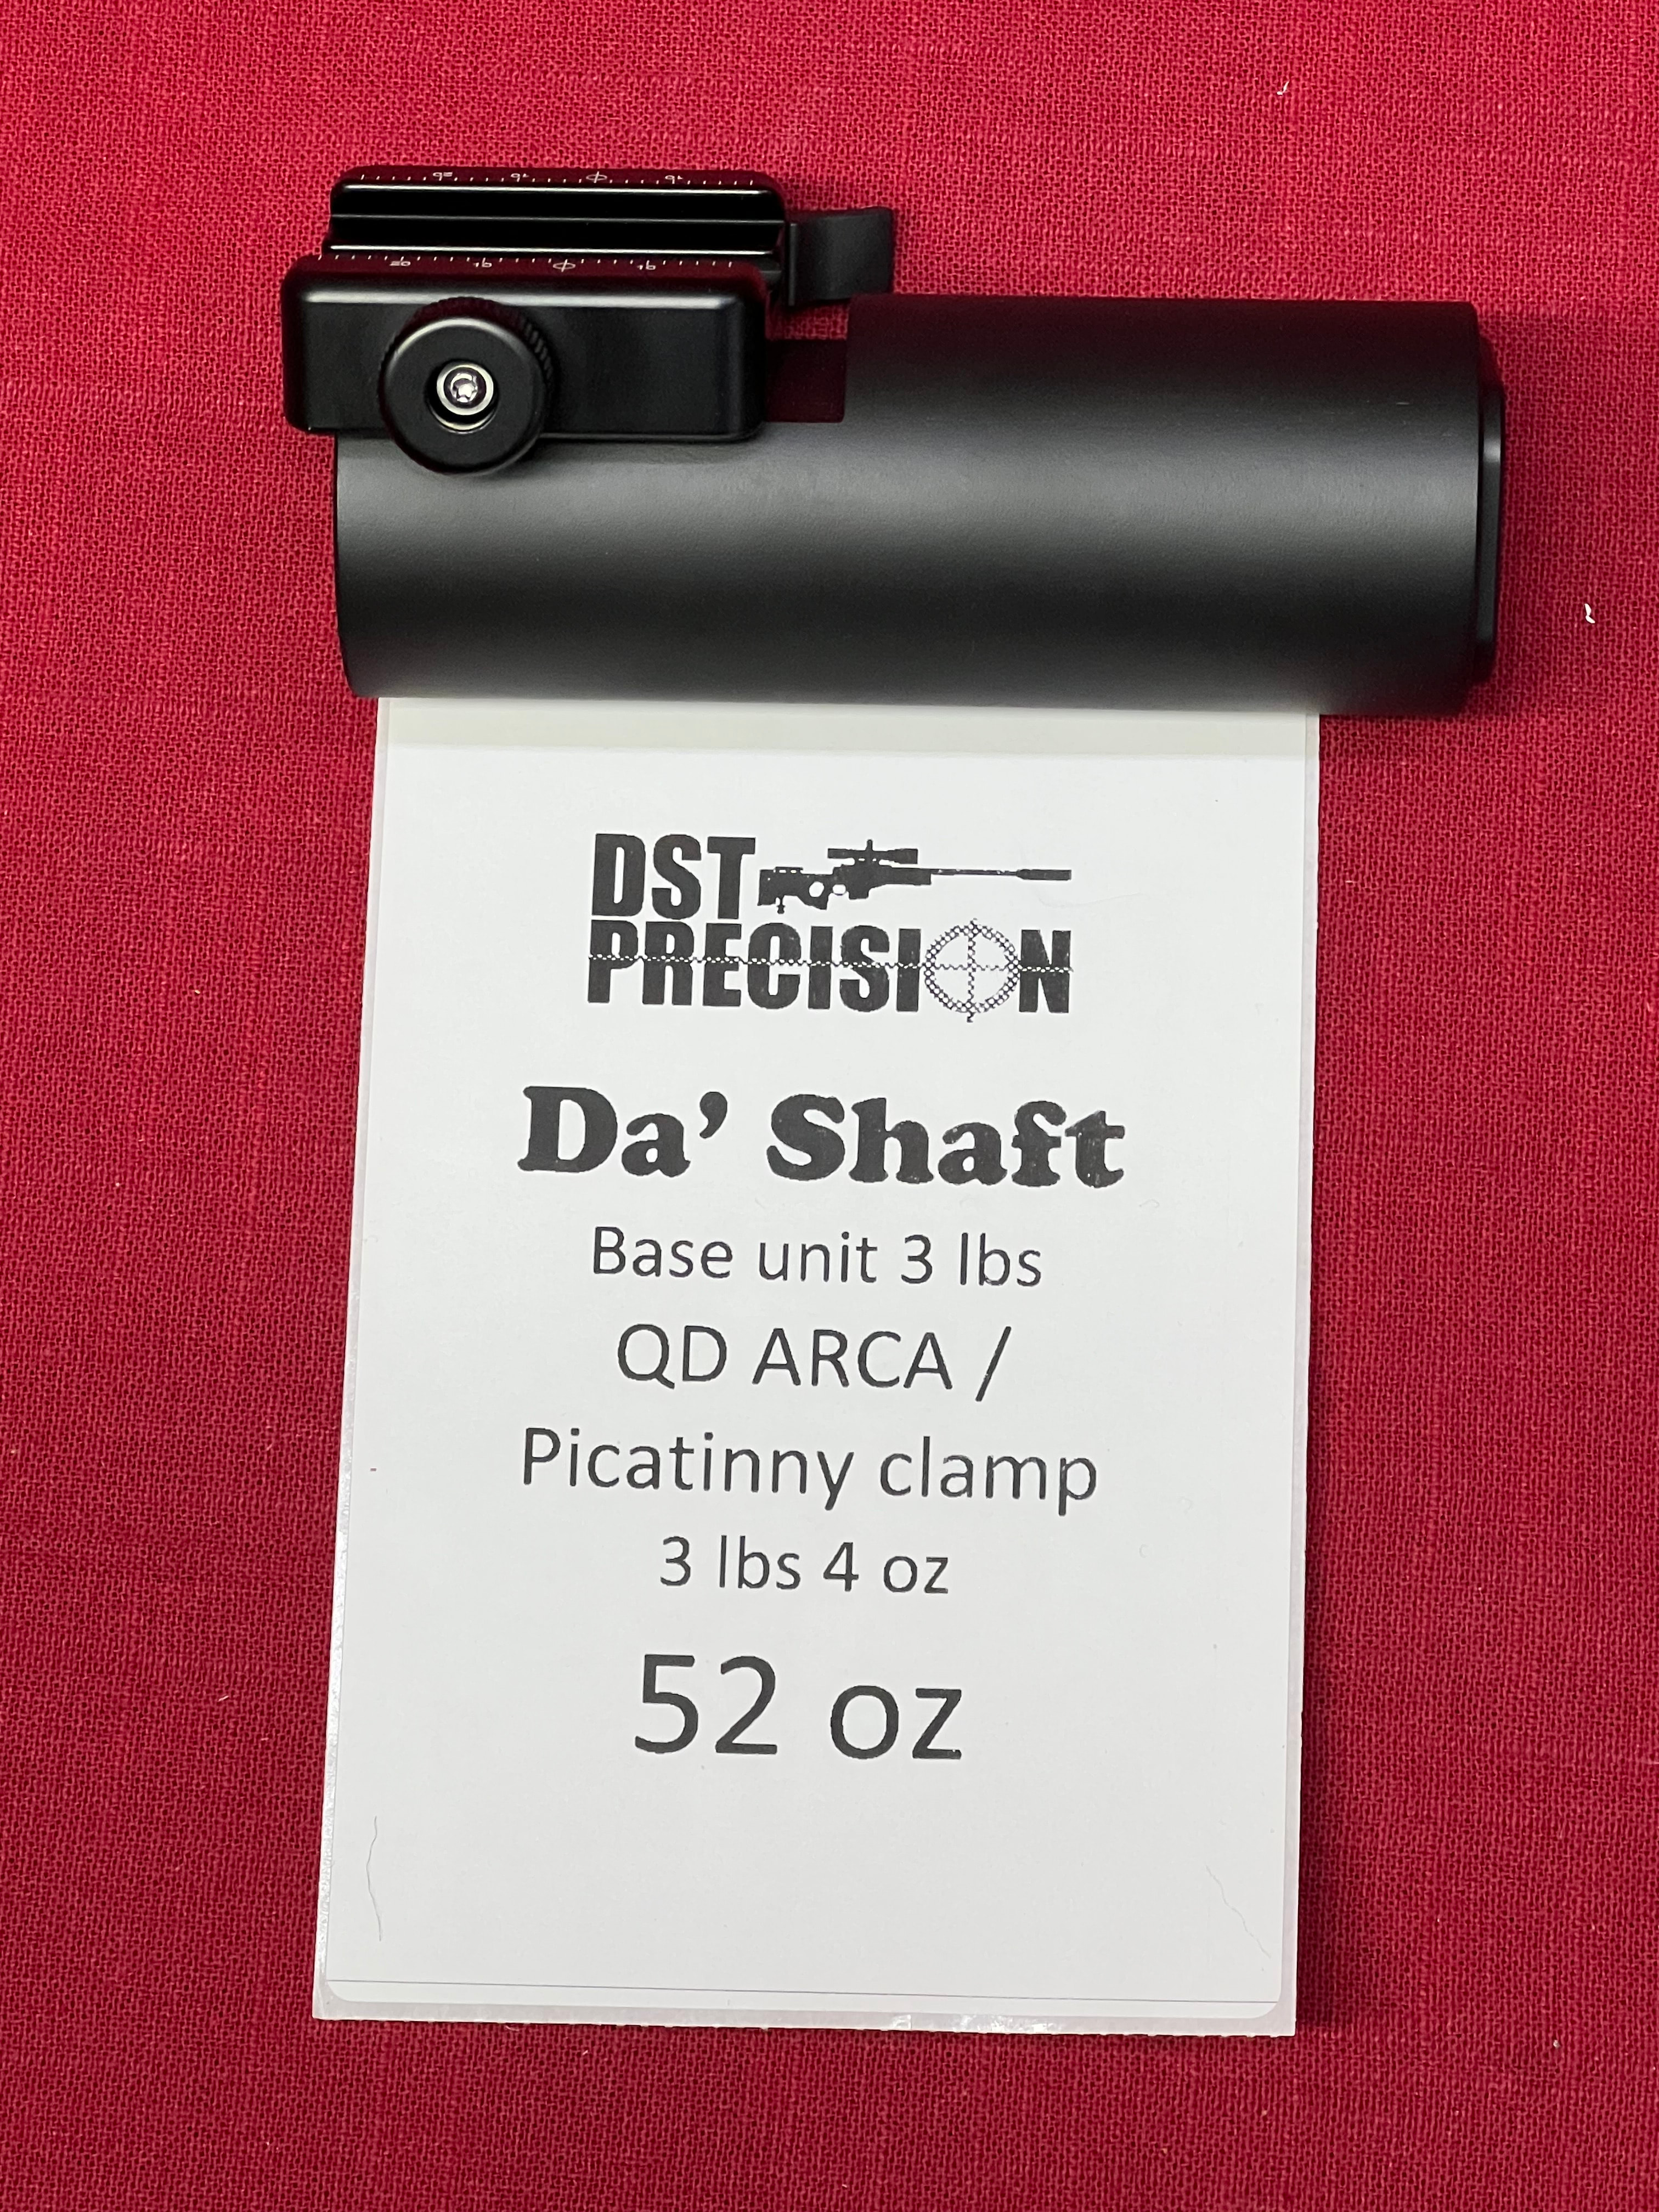 DST
PRECISION
Da’ Shaft
Base unit 3 lbs
QD ARCA /
Picatinny clamp
3 lbs 4 oz
52 oz